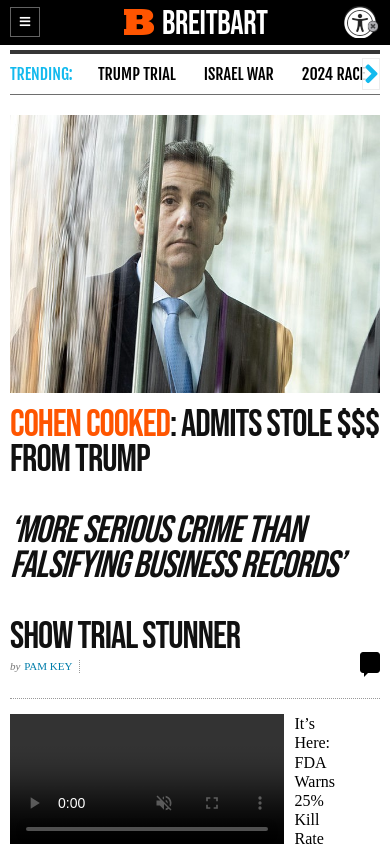 BREITBART
TRENDING: TRUMP TRIAL ISRAEL WAR 2024 RACE
COHEN COOKED: ADMITS STOLE $$$
FROM TRUMP
‘MORE SERIOUS CRIME THAN
FALSIFYING BUSINESS RECORDS’
SHOW TRIAL STUNNER
by PAM KEY
0:00
It’s
Here:
FDA
Warns
25%
Kill
Rate